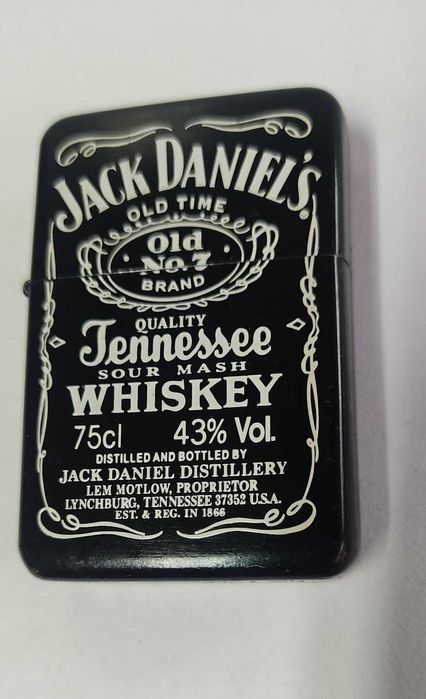 JACK DANIEL'S®
OLD TIME
Old
No. 7
BRAND
QUALITY
Tennessee
SOUR MASH
WHISKEY
75cl 43% Vol.
DISTILLED AND BOTTLED BY
JACK DANIEL DISTILLERY
LEM MOTLOW, PROPRIETOR
LYNCHBURG, TENNESSEE 37352 U.S.A.
EST. & REG. IN 1866